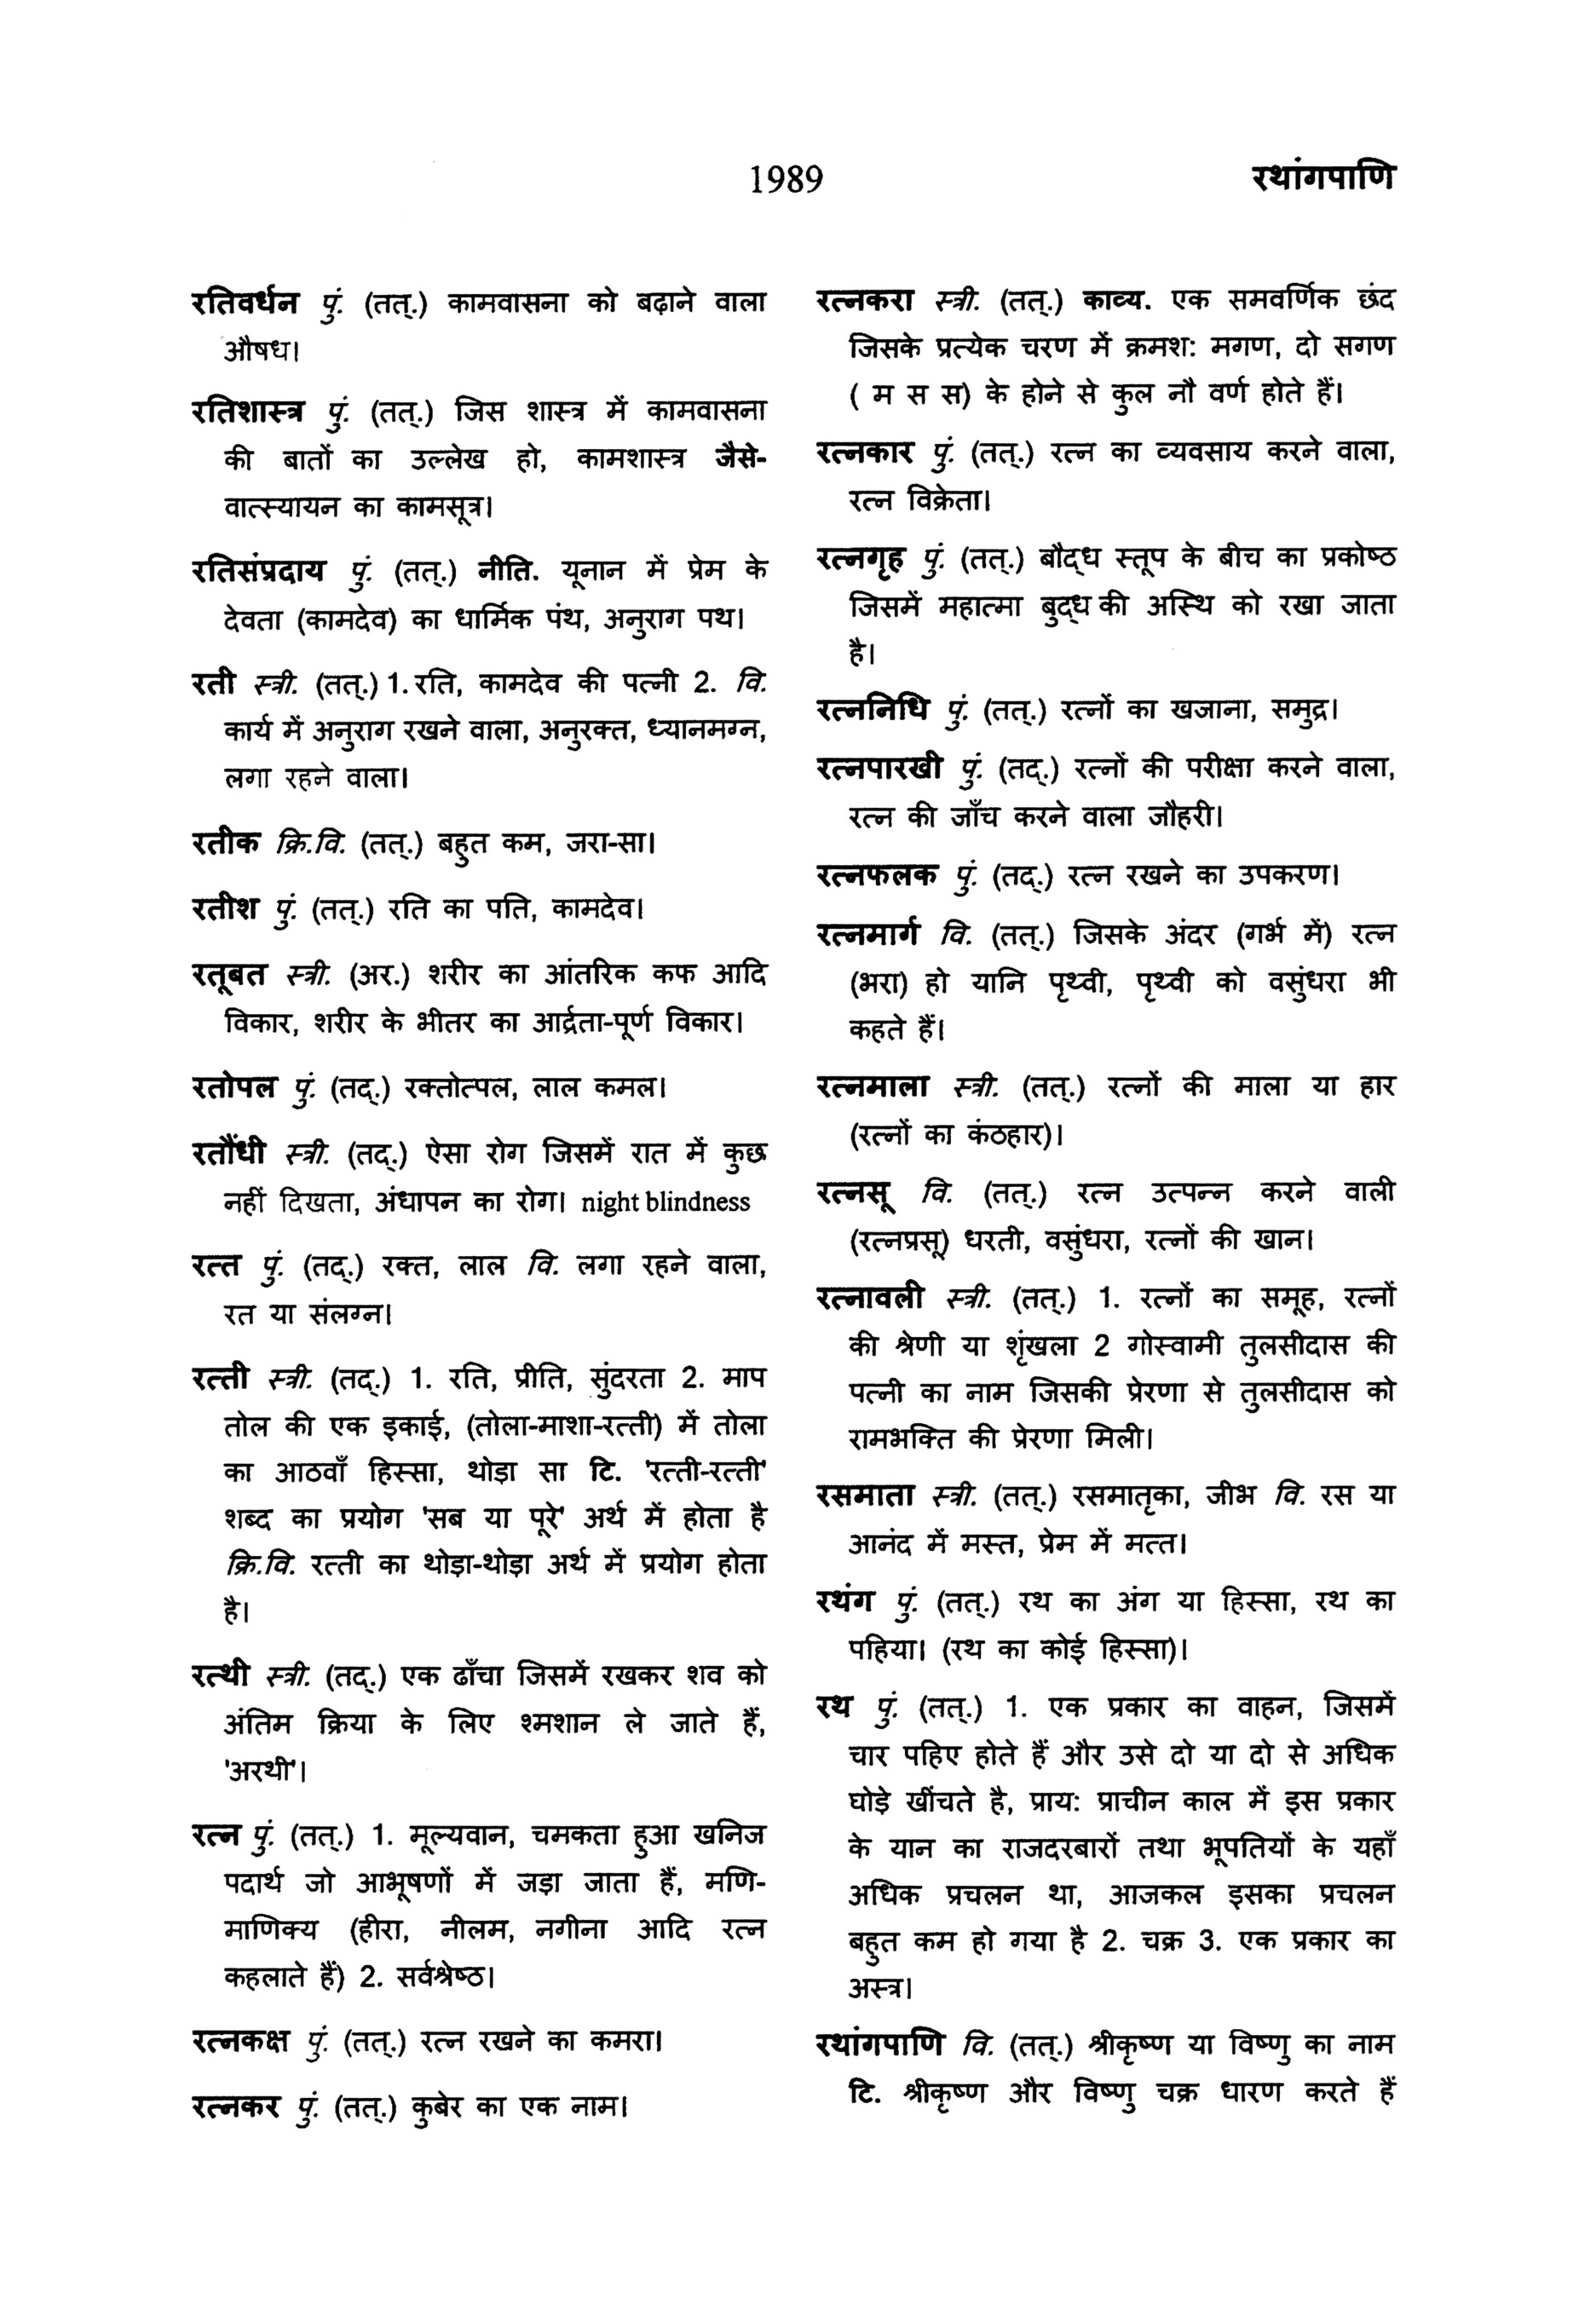 1989
रथांगपाणि
रतिवर्धन पुं. (तत्.) कामवासना को बढ़ाने वाला
औषध।
रतिशास्त्र पुं. (तत्.) जिस शास्त्र में कामवासना
की बातों का उल्लेख हो, कामशास्त्र जैसे-
वात्स्यायन का कामसूत्र।
रतिसंप्रदाय पुं. (तत्.) नीति. यूनान में प्रेम के
देवता (कामदेव) का धार्मिक पंथ, अनुराग पथ।
रती स्त्री. (तत्.) 1. रति, कामदेव की पत्नी 2. वि.
कार्य में अनुराग रखने वाला, अनुरक्त, ध्यानमग्न,
लगा रहने वाला।
रतीक क्रि.वि. (तत्.) बहुत कम, जरा-सा।
रतीश पुं. (तत्.) रति का पति, कामदेव।
रतूबत स्त्री. (अर.) शरीर का आंतरिक कफ आदि
विकार, शरीर के भीतर का आर्द्रता-पूर्ण विकार।
रतोपल पुं. (तद्.) रक्तोत्पल, लाल कमल।
रतौंधी स्त्री. (तद्.) ऐसा रोग जिसमें रात में कुछ
नहीं दिखता, अंधापन का रोग। night blindness
रत्त पुं. (तद्.) रक्त, लाल वि. लगा रहने वाला,
रत या संलग्न।
रत्ती स्त्री. (तद्.) 1. रति, प्रीति, सुंदरता 2. माप
तोल की एक इकाई, (तोला-माशा-रत्ती) में तोला
का आठवाँ हिस्सा, थोड़ा सा टि. 'रत्ती-रत्ती'
शब्द का प्रयोग 'सब या पूरे' अर्थ में होता है
क्रि.वि. रत्ती का थोड़ा-थोड़ा अर्थ में प्रयोग होता
है।
रत्थी स्त्री. (तद्.) एक ढाँचा जिसमें रखकर शव को
अंतिम क्रिया के लिए श्मशान ले जाते हैं,
'अरथी'।
रत्न पुं. (तत्.) 1. मूल्यवान, चमकता हुआ खनिज
पदार्थ जो आभूषणों में जड़ा जाता हैं, मणि-
माणिक्य (हीरा, नीलम, नगीना आदि रत्न
कहलाते हैं) 2. सर्वश्रेष्ठ।
रत्नकक्ष पुं. (तत्.) रत्न रखने का कमरा।
रत्नकर पुं. (तत्.) कुबेर का एक नाम।
रत्नकरा स्त्री. (तत्.) काव्य. एक समवर्णिक छंद
जिसके प्रत्येक चरण में क्रमश: मगण, दो सगण
( म स स) के होने से कुल नौ वर्ण होते हैं।
रत्नकार पुं. (तत्.) रत्न का व्यवसाय करने वाला,
रत्न विक्रेता।
रत्नगृह पुं. (तत्.) बौद्ध स्तूप के बीच का प्रकोष्ठ
जिसमें महात्मा बुद्ध की अस्थि को रखा जाता
है।
रत्ननिधि पुं. (तत्.) रत्नों का खजाना, समुद्र।
रत्नपारखी पुं. (तद्.) रत्नों की परीक्षा करने वाला,
रत्न की जाँच करने वाला जौहरी।
रत्नफलक पुं. (तद्.) रत्न रखने का उपकरण।
रत्नमार्ग वि. (तत्.) जिसके अंदर (गर्भ में) रत्न
(भरा) हो यानि पृथ्वी, पृथ्वी को वसुंधरा भी
कहते हैं।
रत्नमाला स्त्री. (तत्.) रत्नों की माला या हार
(रत्नों का कंठहार)।
रत्नसू वि. (तत्.) रत्न उत्पन्न करने वाली
(रत्नप्रसू) धरती, वसुंधरा, रत्नों की खान।
रत्नावली स्त्री. (तत्.) 1. रत्नों का समूह, रत्नों
की श्रेणी या शृंखला 2 गोस्वामी तुलसीदास की
पत्नी का नाम जिसकी प्रेरणा से तुलसीदास को
रामभक्ति की प्रेरणा मिली।
रसमाता स्त्री. (तत्.) रसमातृका, जीभ वि. रस या
आनंद में मस्त, प्रेम में मत्त।
रथंग पुं. (तत्.) रथ का अंग या हिस्सा, रथ का
पहिया। (रथ का कोई हिस्सा)।
रथ पुं. (तत्.) 1. एक प्रकार का वाहन, जिसमें
चार पहिए होते हैं और उसे दो या दो से अधिक
घोड़े खींचते है, प्राय: प्राचीन काल में इस प्रकार
के यान का राजदरबारों तथा भूपतियों के यहाँ
अधिक प्रचलन था, आजकल इसका प्रचलन
बहुत कम हो गया है 2. चक्र 3. एक प्रकार का
अस्त्र।
रथांगपाणि वि. (तत्.) श्रीकृष्ण या विष्णु का नाम
टि. श्रीकृष्ण और विष्णु चक्र धारण करते हैं